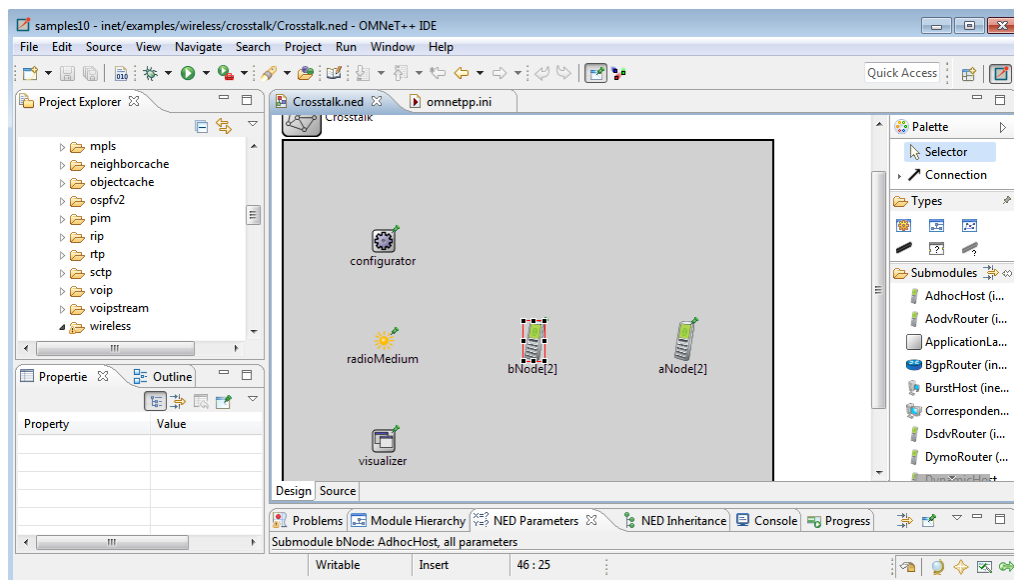 samples10 - inet/examples/wireless/crosstalk/Crosstalk.ned - OMNeT++ IDE
File Edit Source View Navigate Search Project Run Window Help
Quick Access
Project Explorer
mpls
neighborcache
objectcache
ospfv2
pim
rip
rtp
sctp
voip
voipstream
wireless
Propertie Outline
Property Value
Crosstalk.ned omnetpp.ini
Crosstalk
configurator
radioMedium
bNode[2]
aNode[2]
visualizer
Design Source
Palette
Selector
Connection
Types
Submodules
AdhocHost (i...
AodvRouter (i...
ApplicationLa...
BgpRouter (in...
BurstHost (ine...
Corresponden...
DsdvRouter (i...
DymoRouter (...
Problems Module Hierarchy NED Parameters NED Inheritance Console Progress
Submodule bNode: AdhocHost, all parameters
Writable Insert 46 : 25